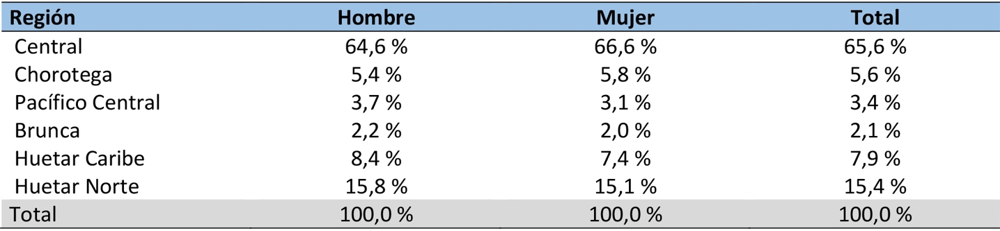 Región Hombre Mujer Total
Central 64,6 % 66,6 % 65,6 %
Chorotega 5,4 % 5,8 % 5,6 %
Pacífico Central 3,7 % 3,1 % 3,4 %
Brunca 2,2 % 2,0 % 2,1 %
Huetar Caribe 8,4 % 7,4 % 7,9 %
Huetar Norte 15,8 % 15,1 % 15,4 %
Total 100,0 % 100,0 % 100,0 %